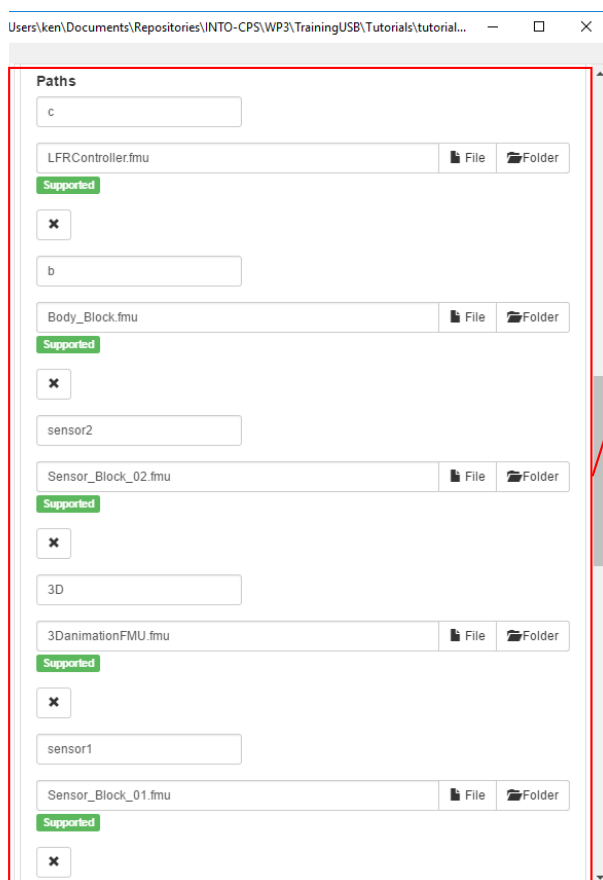 Users\ken\Documents\Repositories\INTO-CPS\WP3\TrainingUSB\Tutorials\tutorial...
Paths
c
LFRController.fmu File Folder
Supported
b
Body_Block.fmu File Folder
Supported
sensor2
Sensor_Block_02.fmu File Folder
Supported
3D
3DanimationFMU.fmu File Folder
Supported
sensor1
Sensor_Block_01.fmu File Folder
Supported